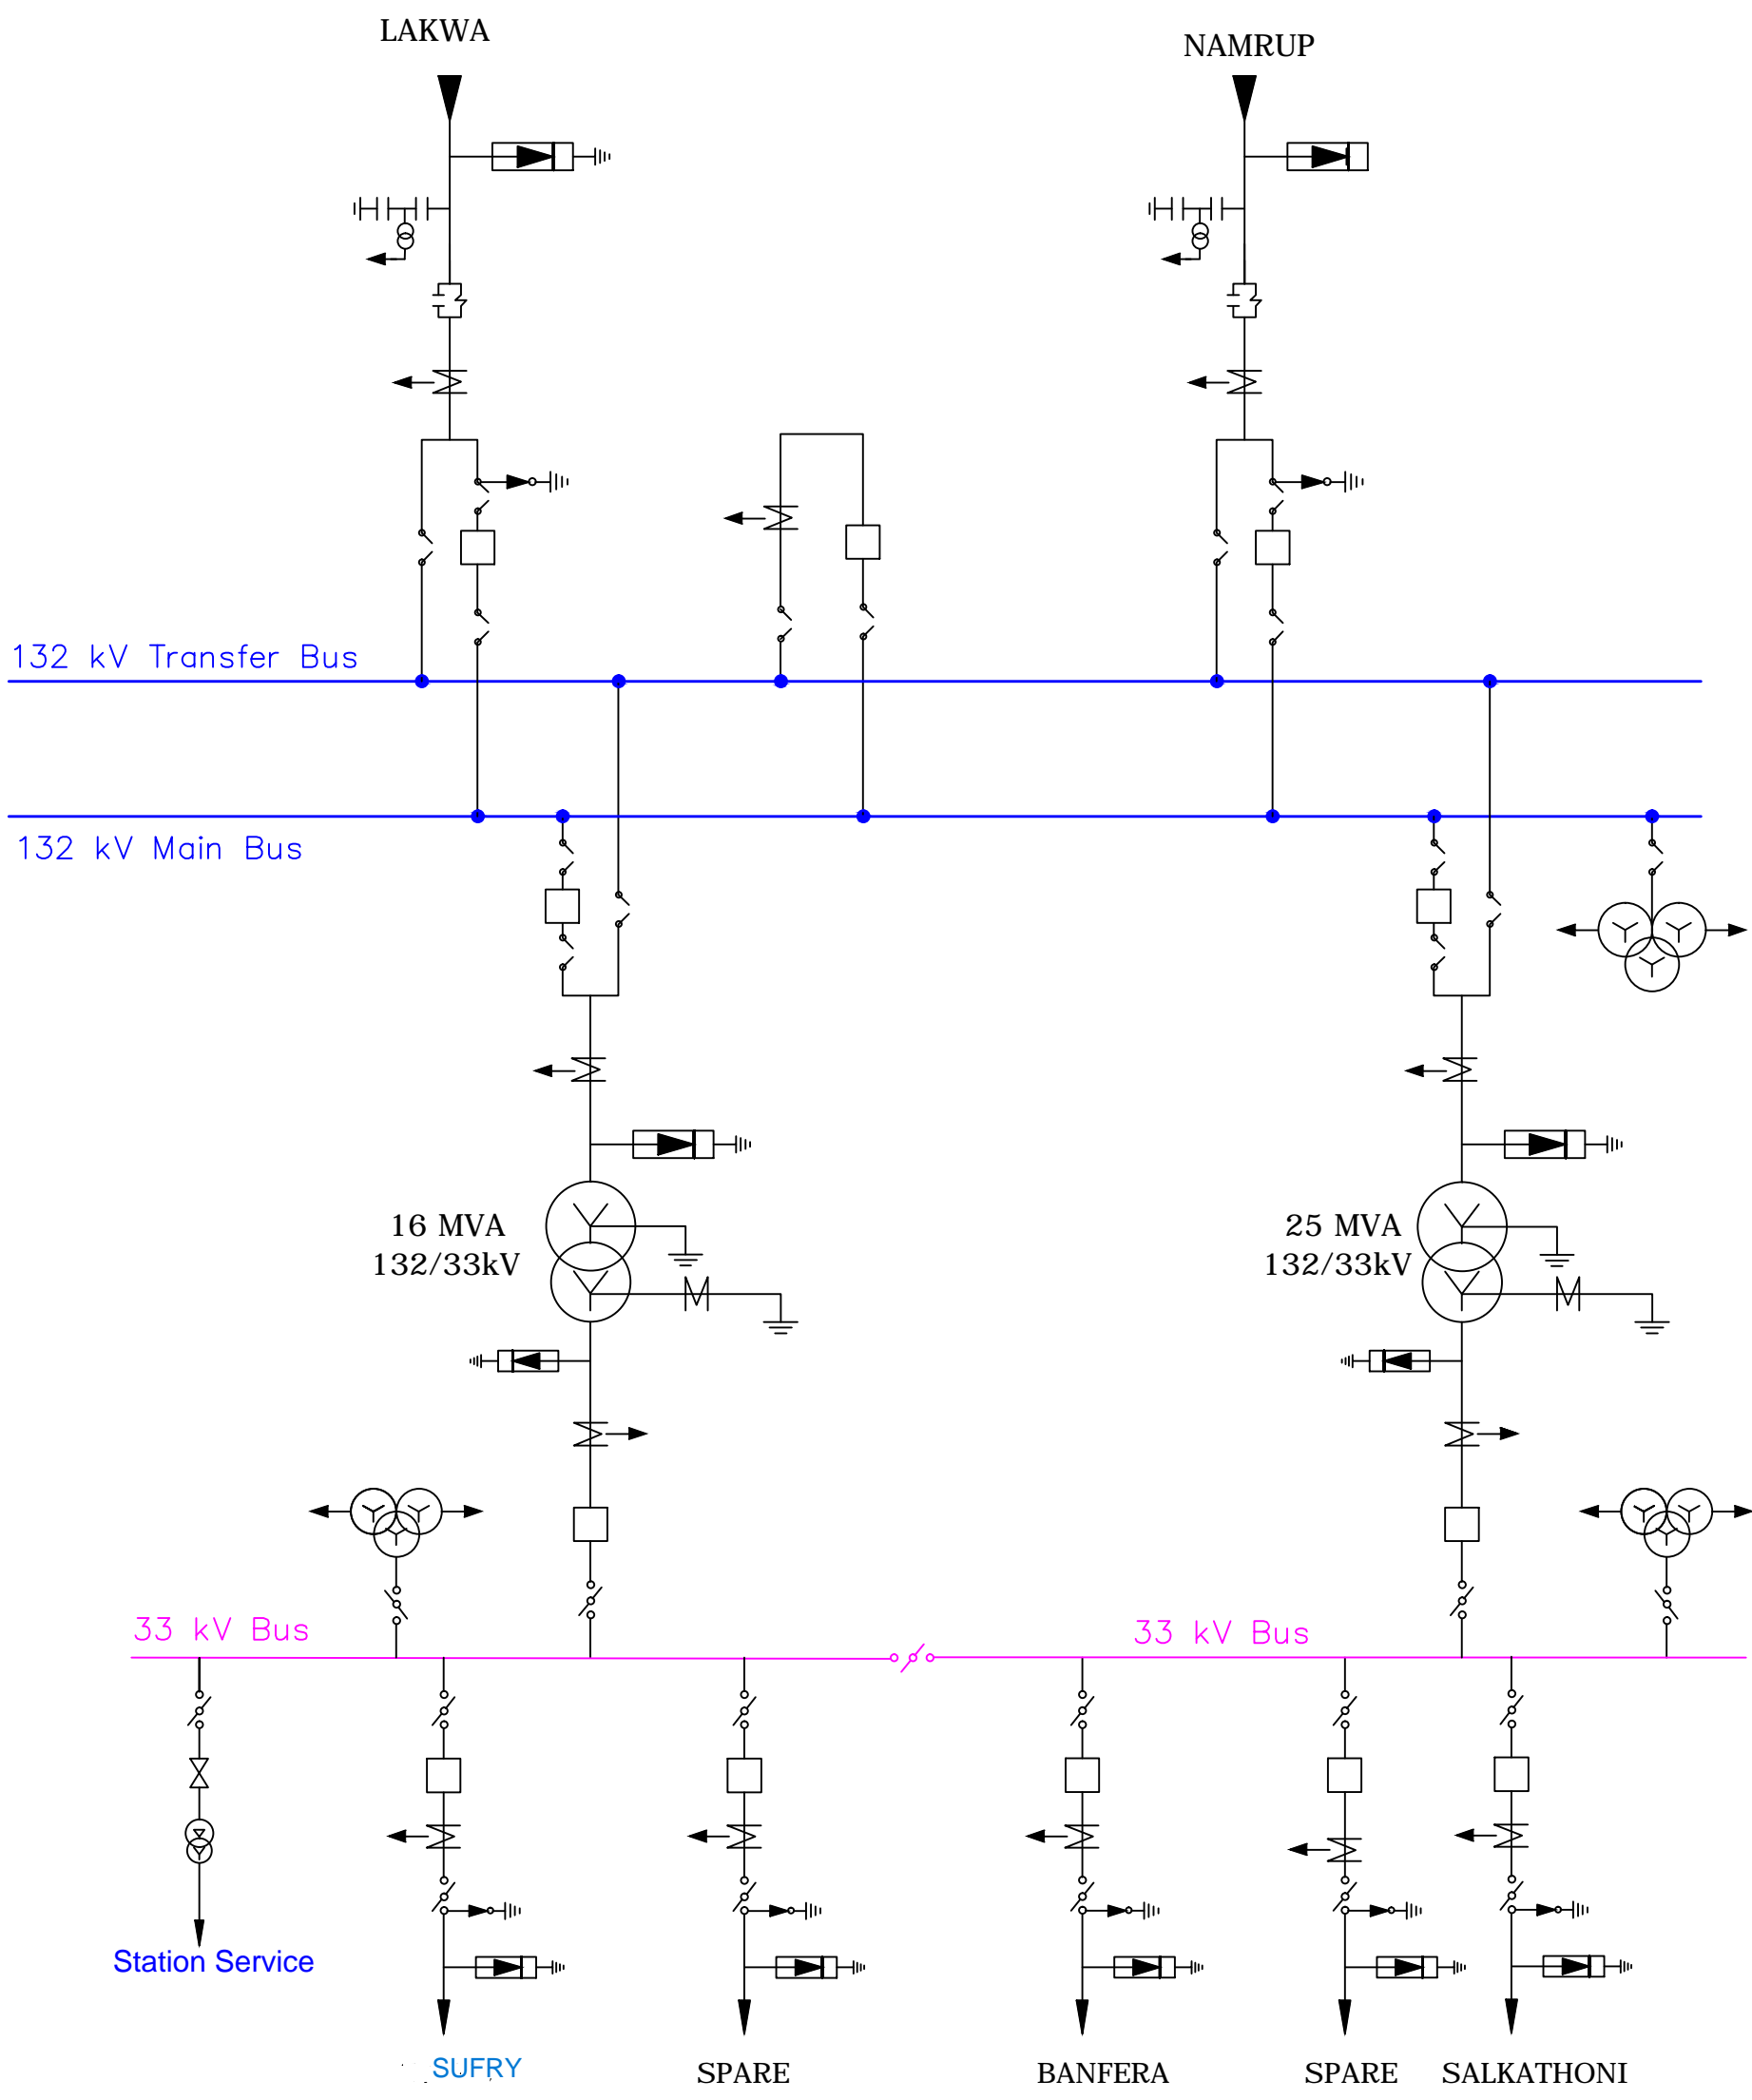 LAKWA
NAMRUP
132 kV Transfer Bus
132 kV Main Bus
16 MVA
132/33kV
25 MVA
132/33kV
33 kV Bus
33 kV Bus
Station Service
SUFRY
SPARE
BANFERA
SPARE
SALKATHONI